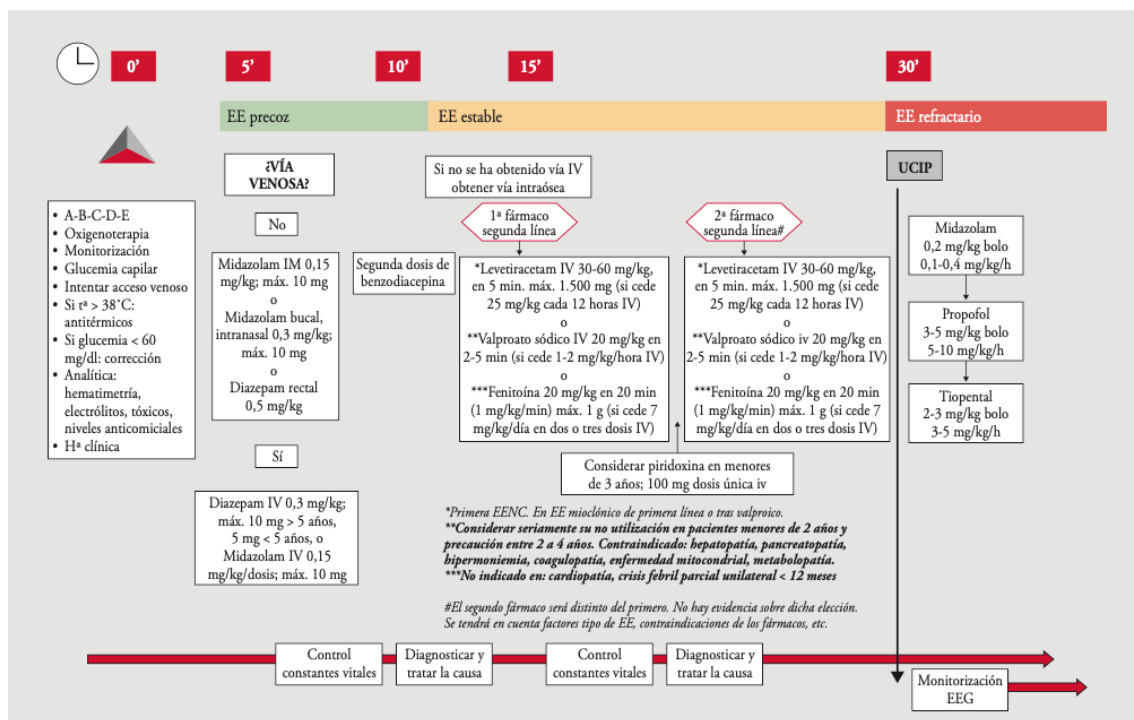 0’
5’
10’
15’
30’
EE precoz
EE estable
EE refractario
• A-B-C-D-E
• Oxigenoterapia
• Monitorización
• Glucemia capilar
• Intentar acceso venoso
• Si tª > 38˚C:
antitérmicos
• Si glucemia < 60
mg/dl: corrección
• Analítica:
hematimetría,
electrólitos, tóxicos,
niveles anticomiciales
• Hª clínica
¿VÍA
VENOSA?
No
Midazolam IM 0,15
mg/kg; máx. 10 mg
o
Midazolam bucal,
intranasal 0,3 mg/kg;
máx. 10 mg
o
Diazepam rectal
0,5 mg/kg
Sí
Diazepam IV 0,3 mg/kg;
máx. 10 mg > 5 años,
5 mg < 5 años, o
Midazolam IV 0,15
mg/kg/dosis; máx. 10 mg
Segunda dosis de
benzodiacepina
Si no se ha obtenido vía IV
obtener vía intraósea
1ª fármaco
segunda línea
*Levetiracetam IV 30-60 mg/kg,
en 5 min. máx. 1.500 mg (si cede
25 mg/kg cada 12 horas IV)
o
**Valproato sódico IV 20 mg/kg en
2-5 min (si cede 1-2 mg/kg/hora IV)
o
***Fenitoína 20 mg/kg en 20 min
(1 mg/kg/min) máx. 1 g (si cede 7
mg/kg/día en dos o tres dosis IV)
2ª fármaco
segunda línea#
*Levetiracetam IV 30-60 mg/kg,
en 5 min. máx. 1.500 mg (si cede
25 mg/kg cada 12 horas IV)
o
**Valproato sódico iv 20 mg/kg en
2-5 min (si cede 1-2 mg/kg/hora IV)
o
***Fenitoína 20 mg/kg en 20 min
(1 mg/kg/min) máx. 1 g (si cede 7
mg/kg/día en dos o tres dosis IV)
Considerar piridoxina en menores
de 3 años; 100 mg dosis única iv
UCIP
Midazolam
0,2 mg/kg bolo
0,1-0,4 mg/kg/h
Propofol
3-5 mg/kg bolo
5-10 mg/kg/h
Tiopental
2-3 mg/kg bolo
3-5 mg/kg/h
*Primera EENC. En EE mioclónico de primera línea o tras valproico.
**Considerar seriamente su no utilización en pacientes menores de 2 años y
precaución entre 2 a 4 años. Contraindicado: hepatopatía, pancreatopatía,
hipermoniemia, coagulopatía, enfermedad mitocondrial, metabolopatía.
***No indicado en: cardiopatía, crisis febril parcial unilateral < 12 meses
#El segundo fármaco será distinto del primero. No hay evidencia sobre dicha elección.
Se tendrá en cuenta factores tipo de EE, contraindicaciones de los fármacos, etc.
Control
constantes vitales
Diagnosticar y
tratar la causa
Control
constantes vitales
Diagnosticar y
tratar la causa
Monitorización
EEG